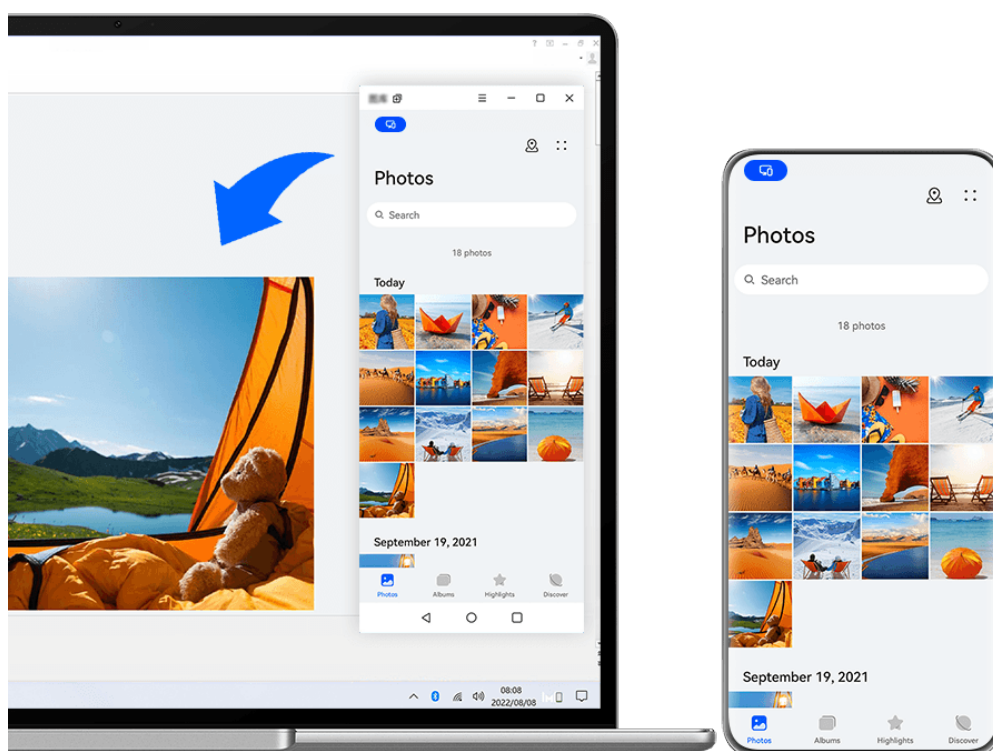 Photos
Search
18 photos
Today
September 19, 2021
Photos
Albums
Highlights
Discover
08:08
2022/08/08
Photos
Search
18 photos
Today
September 19, 2021
Photos
Albums
Highlights
Discover